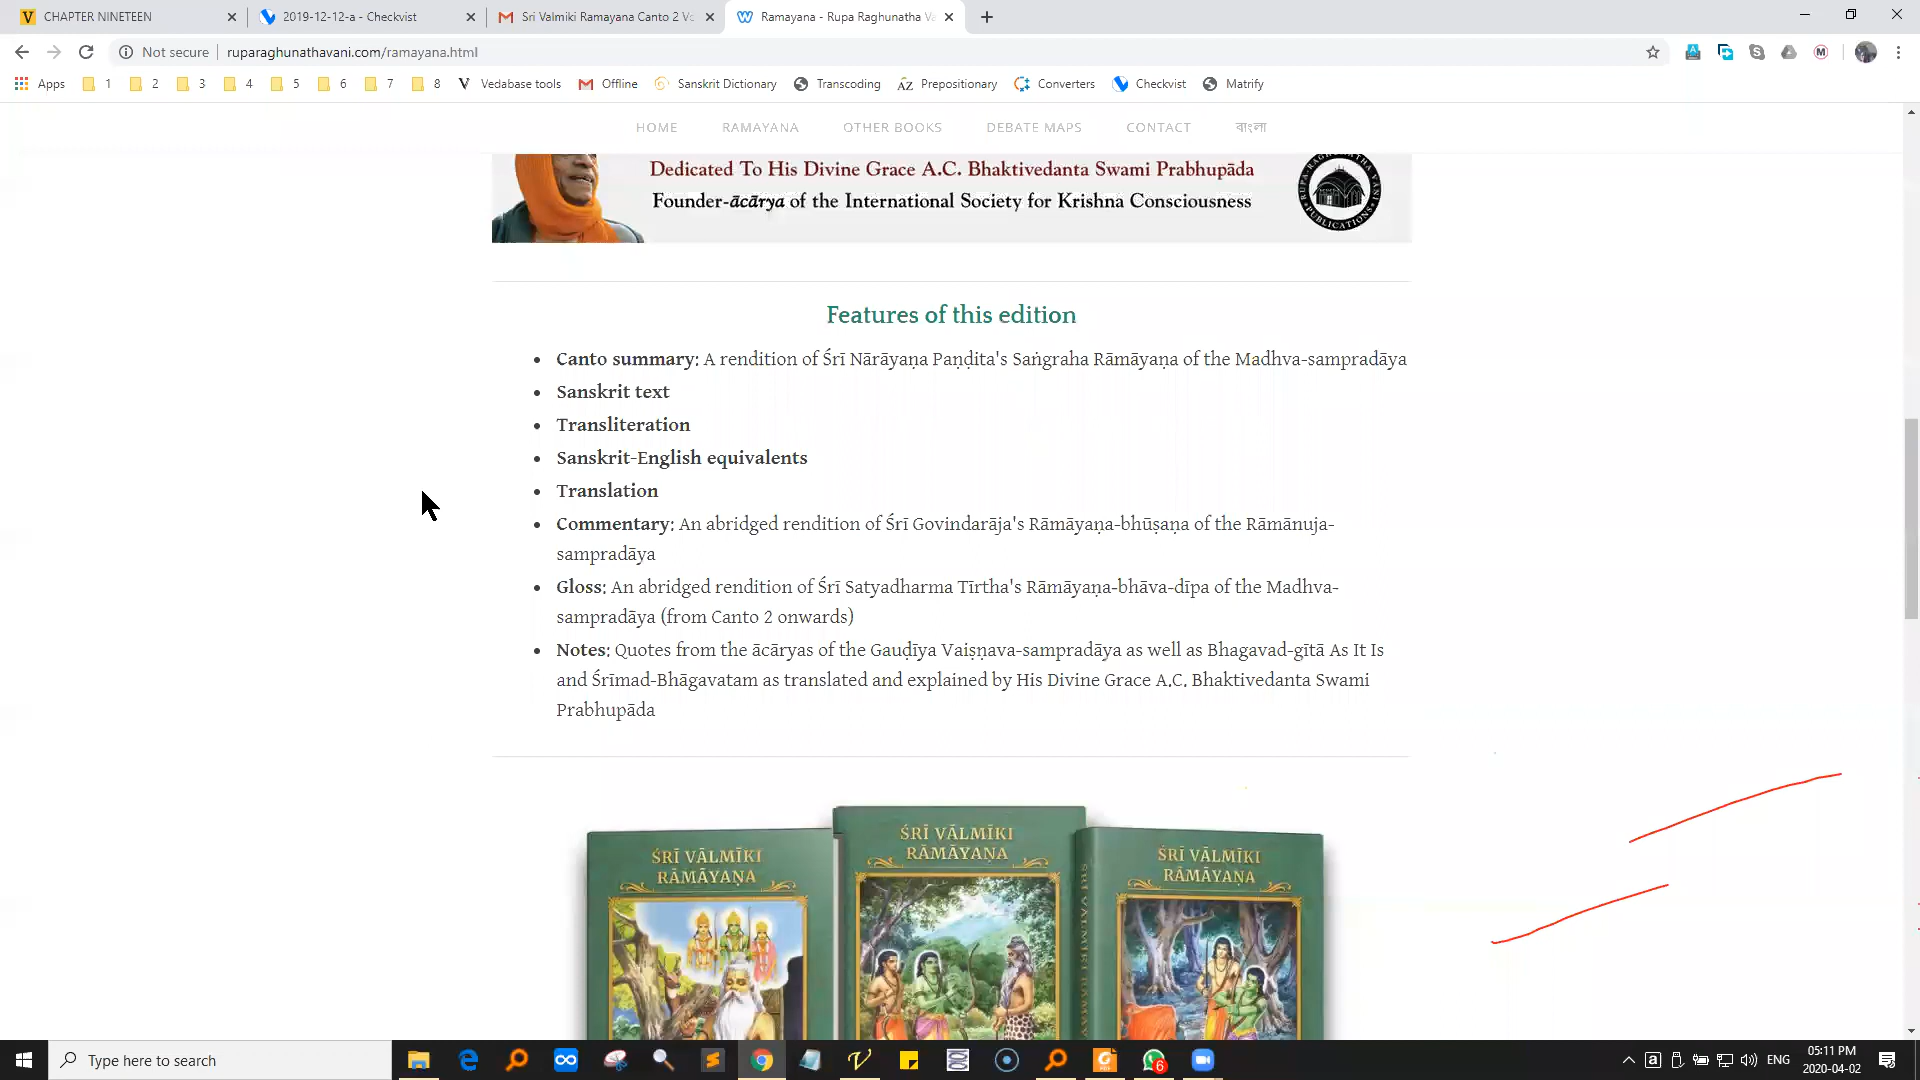 CHAPTER NINETEEN
2019-12-12-a - Checkvist
Sri Valmiki Ramayana Canto 2 Vo
Ramayana - Rupa Raghunatha Va
Not secure
ruparaghunathavani.com/ramayana.html
Apps 1 2 3 4 5 6 7 8 Vedabase tools Offline Sanskrit Dictionary Transcoding Prepositionary Converters Checkvist Matrify
HOME RAMAYANA OTHER BOOKS DEBATE MAPS CONTACT বাংলা
Dedicated To His Divine Grace A.C. Bhaktivedanta Swami Prabhupāda
Founder-ācārya of the International Society for Krishna Consciousness
PUBLICATIONS
Features of this edition
Canto summary: A rendition of Śrī Nārāyaṇa Paṇḍita's Saṅgraha Rāmāyaṇa of the Madhva-sampradāya
Sanskrit text
Transliteration
Sanskrit-English equivalents
Translation
Commentary: An abridged rendition of Śrī Govindarāja's Rāmāyaṇa-bhūṣaṇa of the Rāmānuja-
sampradāya
Gloss: An abridged rendition of Śrī Satyadharma Tīrtha's Rāmāyaṇa-bhāva-dīpa of the Madhva-
sampradāya (from Canto 2 onwards)
Notes: Quotes from the ācāryas of the Gauḍīya Vaiṣṇava-sampradāya as well as Bhagavad-gītā As It Is
and Śrīmad-Bhāgavatam as translated and explained by His Divine Grace A.C. Bhaktivedanta Swami
Prabhupāda
ŚRĪ VĀLMĪKI
RĀMĀYAṆA
ŚRĪ VĀLMĪKI
RĀMĀYAṆA
ŚRĪ VĀLMĪKI
RĀMĀYAṆA
Type here to search
ENG
05:11 PM
2020-04-02